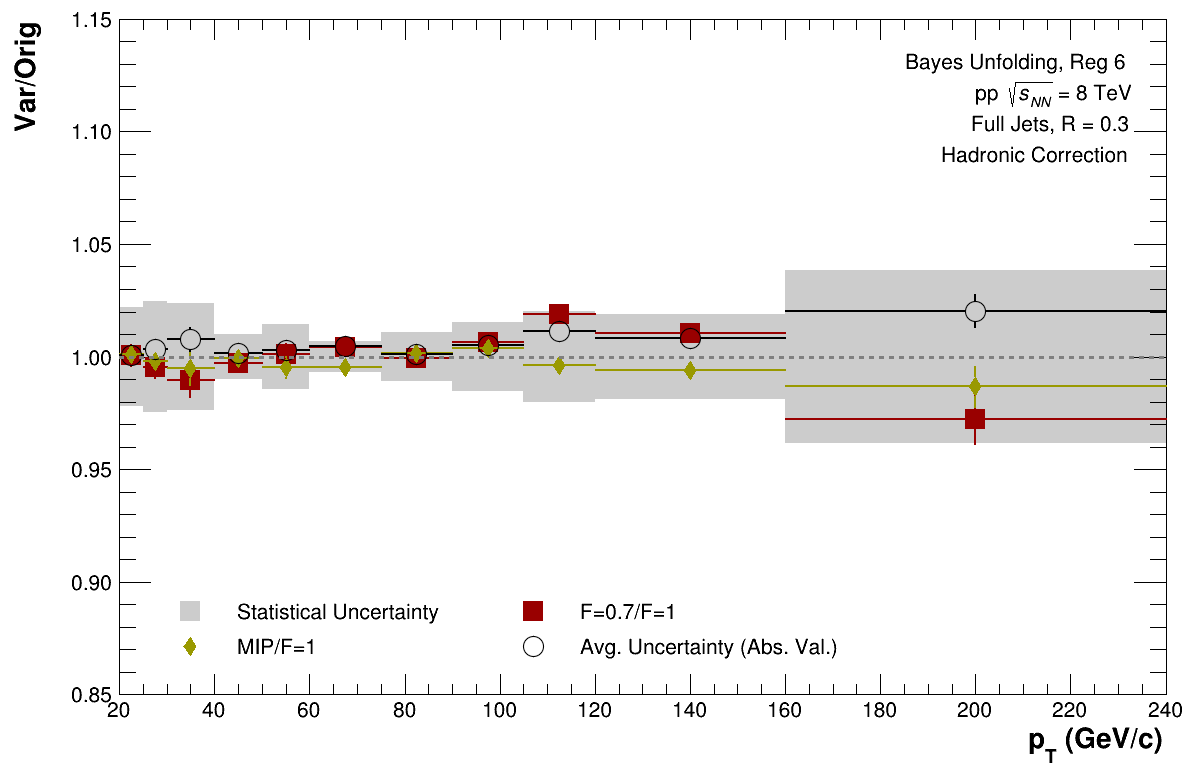 Var/Orig
1.15
1.10
1.05
1.00
0.95
0.90
0.85
Bayes Unfolding, Reg 6
pp √s_NN = 8 TeV
Full Jets, R = 0.3
Hadronic Correction
Statistical Uncertainty
F=0.7/F=1
MIP/F=1
Avg. Uncertainty (Abs. Val.)
20 40 60 80 100 120 140 160 180 200 220 240
p_T (GeV/c)